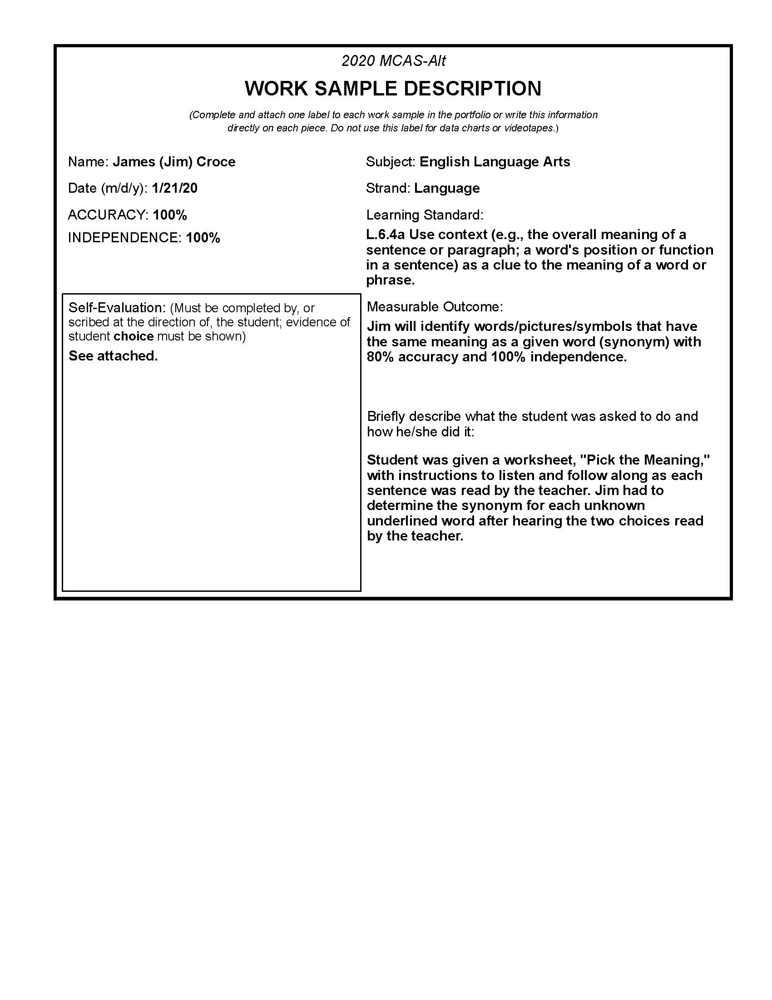 2020 MCAS-Alt
WORK SAMPLE DESCRIPTION
(Complete and attach one label to each work sample in the portfolio or write this information
directly on each piece. Do not use this label for data charts or videotapes.)
Name: James (Jim) Croce
Date (m/d/y): 1/21/20
ACCURACY: 100%
INDEPENDENCE: 100%
Self-Evaluation: (Must be completed by, or
scribed at the direction of, the student; evidence of
student choice must be shown)
See attached.
Subject: English Language Arts
Strand: Language
Learning Standard:
L.6.4a Use context (e.g., the overall meaning of a
sentence or paragraph; a word's position or function
in a sentence) as a clue to the meaning of a word or
phrase.
Measurable Outcome:
Jim will identify words/pictures/symbols that have
the same meaning as a given word (synonym) with
80% accuracy and 100% independence.
Briefly describe what the student was asked to do and
how he/she did it:
Student was given a worksheet, "Pick the Meaning,"
with instructions to listen and follow along as each
sentence was read by the teacher. Jim had to
determine the synonym for each unknown
underlined word after hearing the two choices read
by the teacher.